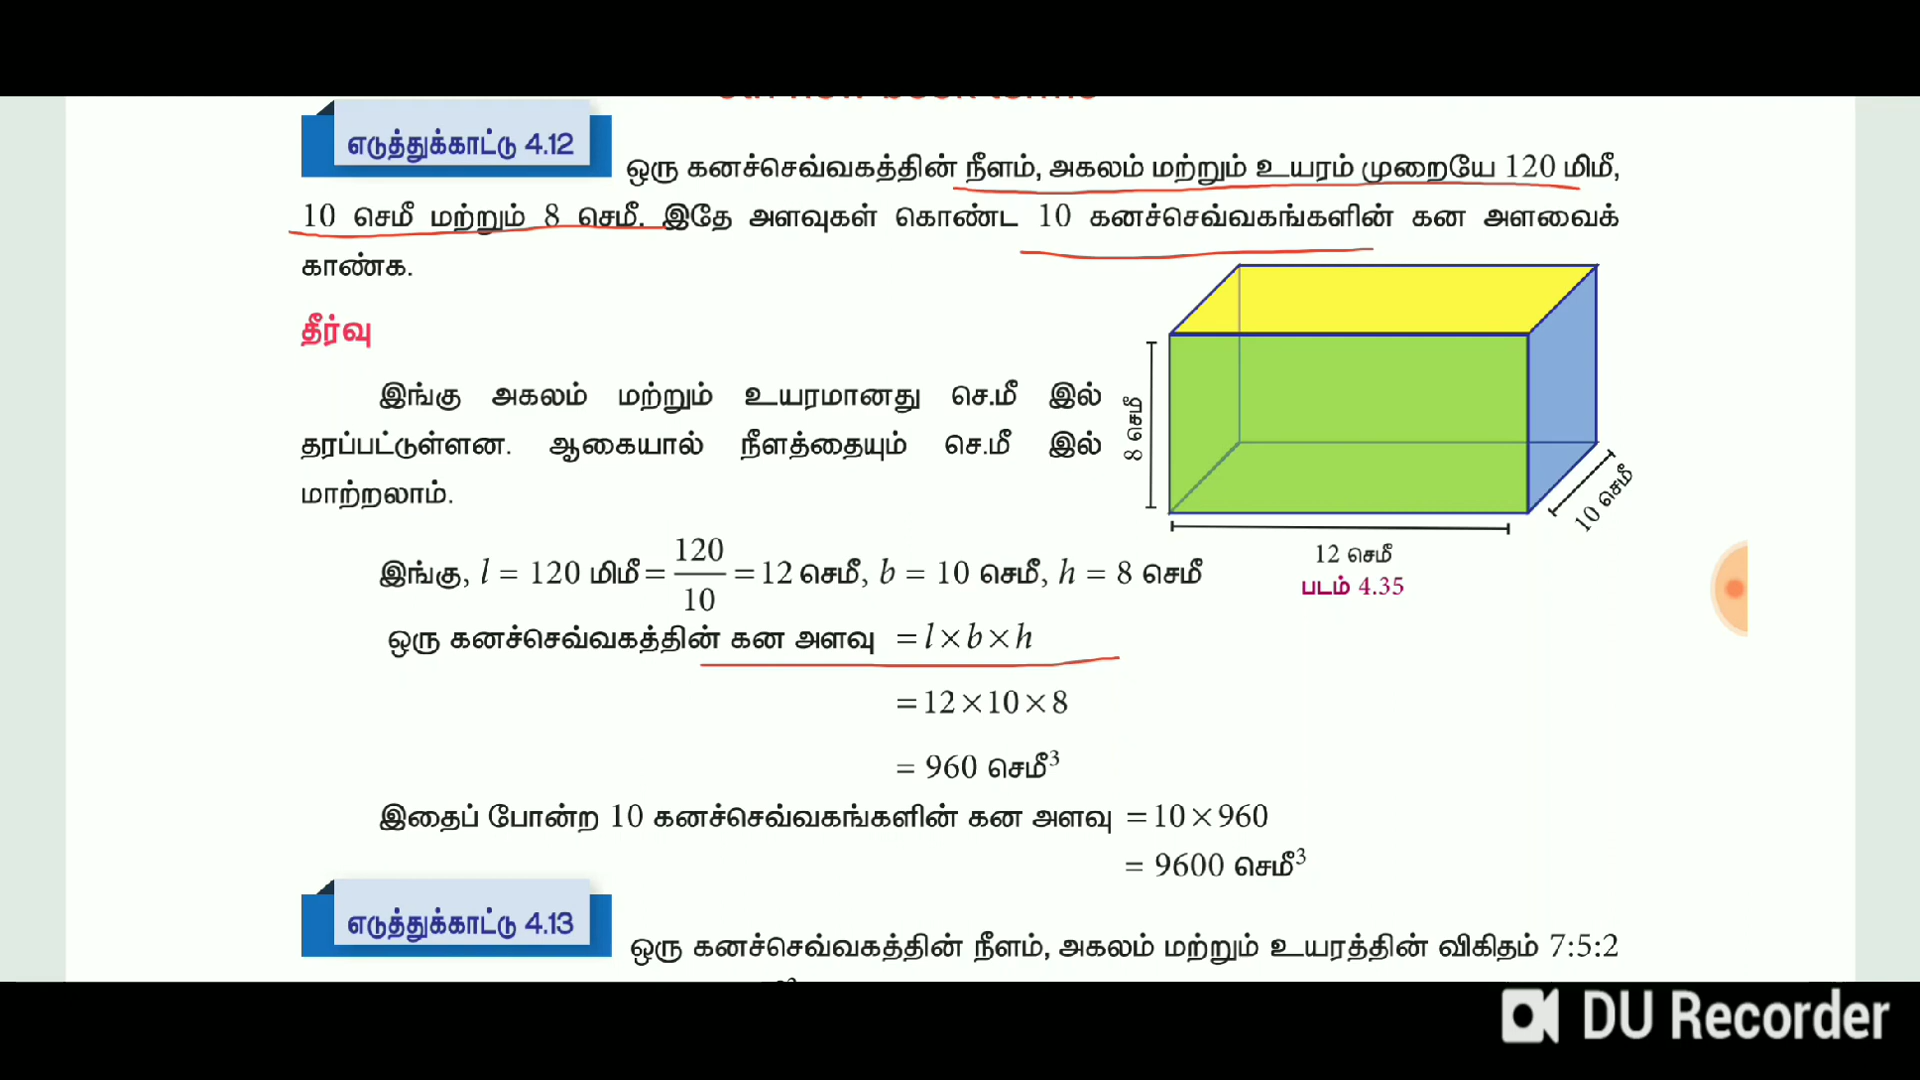 எடுத்துக்காட்டு 4.12
ஒரு கனச்செவ்வகத்தின் நீளம், அகலம் மற்றும் உயரம் முறையே 120 மிமீ,
10 செமீ மற்றும் 8 செமீ. இதே அளவுகள் கொண்ட 10 கனச்செவ்வகங்களின் கன அளவைக்
காண்க.
தீர்வு
இங்கு அகலம் மற்றும் உயரமானது செ.மீ இல்
தரப்பட்டுள்ளன. ஆகையால் நீளத்தையும் செ.மீ இல்
மாற்றலாம்.
8 செமீ
10 செமீ
12 செமீ
படம் 4.35
இங்கு, l = 120 மிமீ = 120/10 = 12 செமீ, b = 10 செமீ, h = 8 செமீ
ஒரு கனச்செவ்வகத்தின் கன அளவு = l × b × h
= 12 × 10 × 8
= 960 செமீ³
இதைப் போன்ற 10 கனச்செவ்வகங்களின் கன அளவு = 10 × 960
= 9600 செமீ³
எடுத்துக்காட்டு 4.13
ஒரு கனச்செவ்வகத்தின் நீளம், அகலம் மற்றும் உயரத்தின் விகிதம் 7:5:2
DU Recorder